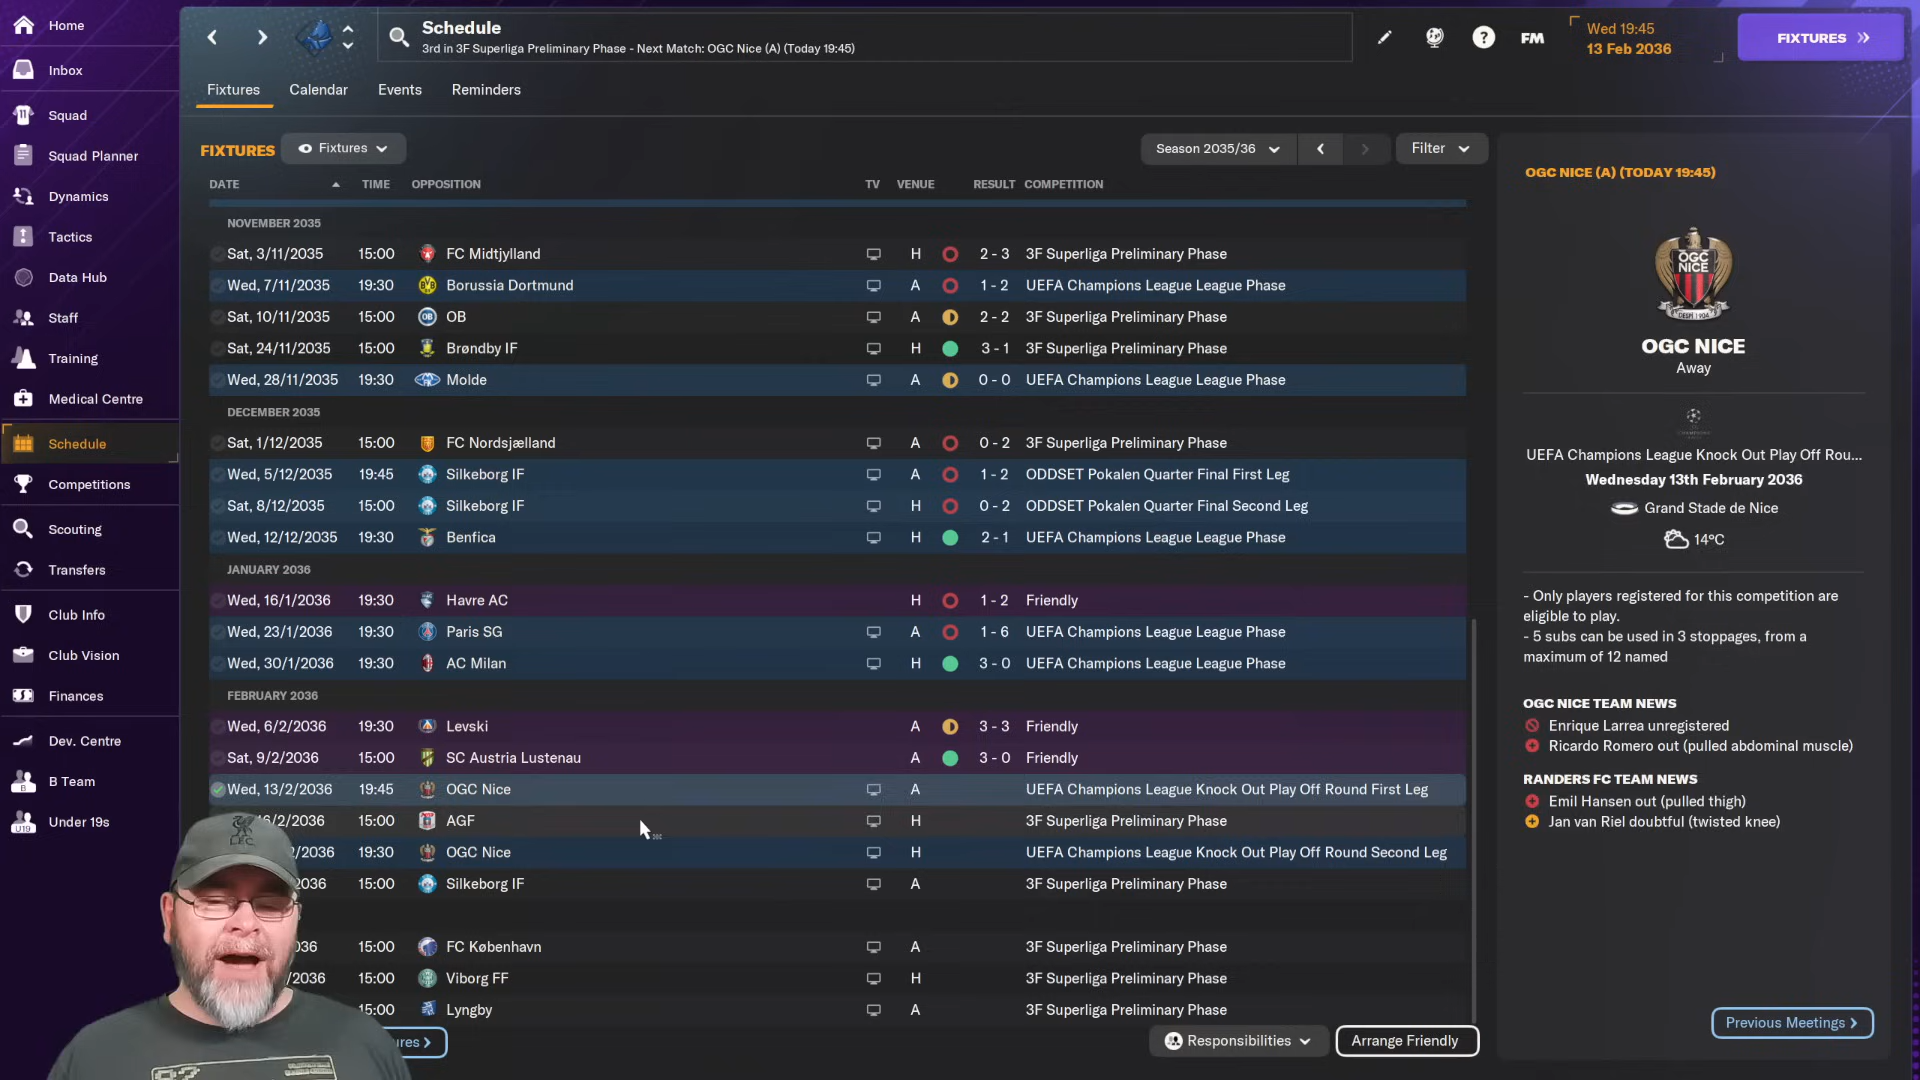 Home
Inbox
Squad
Squad Planner
Dynamics
Tactics
Data Hub
Staff
Training
Medical Centre
Schedule
Competitions
Scouting
Transfers
Club Info
Club Vision
Finances
Dev. Centre
B Team
Under 19s
Schedule
3rd in 3F Superliga Preliminary Phase - Next Match: OGC Nice (A) (Today 19:45)
FM
Wed 19:45
13 Feb 2036
FIXTURES
Fixtures Calendar Events Reminders
FIXTURES Fixtures Season 2035/36 Filter
DATE TIME OPPOSITION TV VENUE RESULT COMPETITION
NOVEMBER 2035
Sat, 3/11/2035 15:00 FC Midtjylland H 2 - 3 3F Superliga Preliminary Phase
Wed, 7/11/2035 19:30 Borussia Dortmund A 1 - 2 UEFA Champions League League Phase
Sat, 10/11/2035 15:00 OB A 2 - 2 3F Superliga Preliminary Phase
Sat, 24/11/2035 15:00 Brøndby IF H 3 - 1 3F Superliga Preliminary Phase
Wed, 28/11/2035 19:30 Molde A 0 - 0 UEFA Champions League League Phase
DECEMBER 2035
Sat, 1/12/2035 15:00 FC Nordsjælland A 0 - 2 3F Superliga Preliminary Phase
Wed, 5/12/2035 19:45 Silkeborg IF A 1 - 2 ODDSET Pokalen Quarter Final First Leg
Sat, 8/12/2035 15:00 Silkeborg IF H 0 - 2 ODDSET Pokalen Quarter Final Second Leg
Wed, 12/12/2035 19:30 Benfica H 2 - 1 UEFA Champions League League Phase
JANUARY 2036
Wed, 16/1/2036 19:30 Havre AC H 1 - 2 Friendly
Wed, 23/1/2036 19:30 Paris SG A 1 - 6 UEFA Champions League League Phase
Wed, 30/1/2036 19:30 AC Milan H 3 - 0 UEFA Champions League League Phase
FEBRUARY 2036
Wed, 6/2/2036 19:30 Levski A 3 - 3 Friendly
Sat, 9/2/2036 15:00 SC Austria Lustenau A 3 - 0 Friendly
Wed, 13/2/2036 19:45 OGC Nice A UEFA Champions League Knock Out Play Off Round First Leg
6/2/2036 15:00 AGF H 3F Superliga Preliminary Phase
2/2036 19:30 OGC Nice H UEFA Champions League Knock Out Play Off Round Second Leg
036 15:00 Silkeborg IF A 3F Superliga Preliminary Phase
036 15:00 FC København A 3F Superliga Preliminary Phase
/2036 15:00 Viborg FF H 3F Superliga Preliminary Phase
15:00 Lyngby A 3F Superliga Preliminary Phase
ures
Responsibilities Arrange Friendly
OGC NICE (A) (TODAY 19:45)
OGC
NICE
OGC NICE
Away
UEFA Champions League Knock Out Play Off Rou...
Wednesday 13th February 2036
Grand Stade de Nice
14°C
- Only players registered for this competition are
eligible to play.
- 5 subs can be used in 3 stoppages, from a
maximum of 12 named
OGC NICE TEAM NEWS
Enrique Larrea unregistered
Ricardo Romero out (pulled abdominal muscle)
RANDERS FC TEAM NEWS
Emil Hansen out (pulled thigh)
Jan van Riel doubtful (twisted knee)
Previous Meetings
L.F.C.